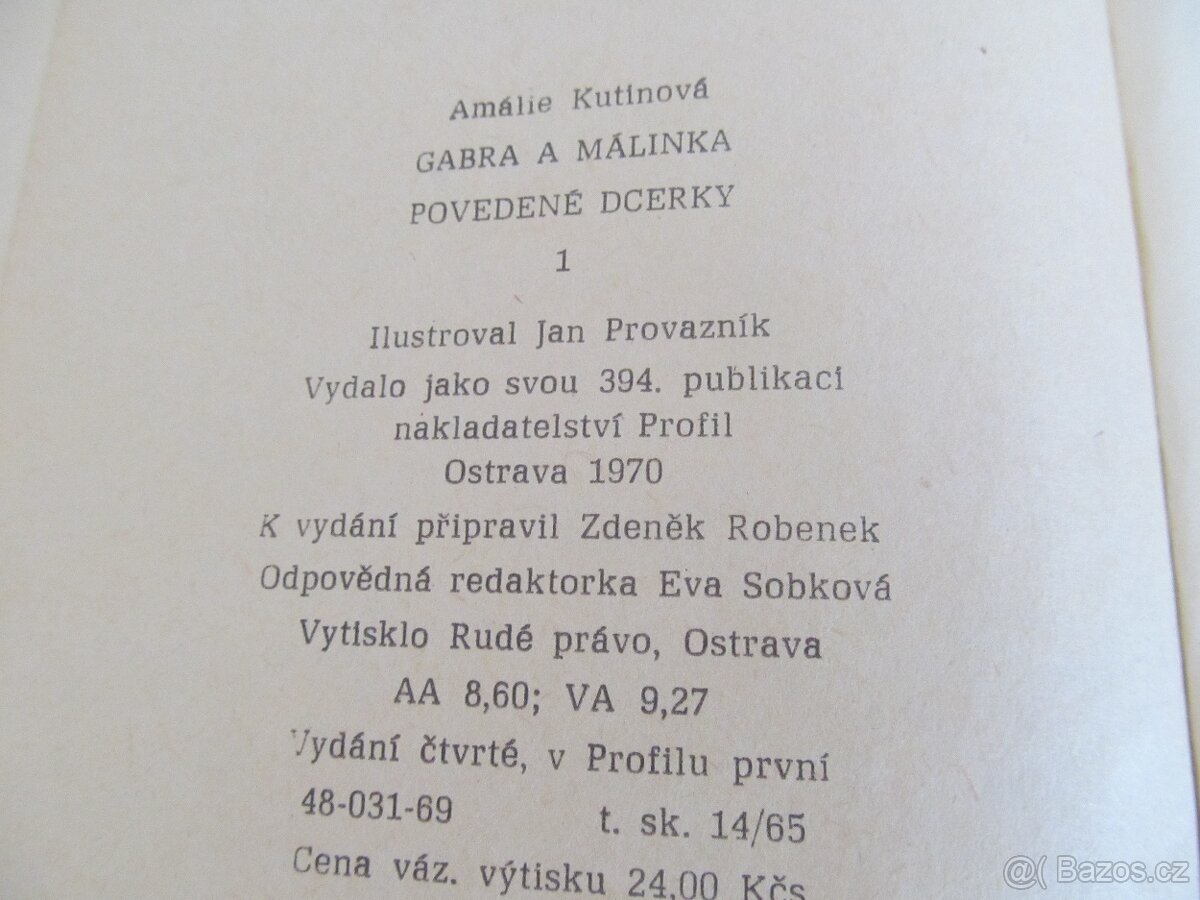 Amálie Kutinová
GABRA A MÁLINKA
POVEDENÉ DCERKY
1
Ilustroval Jan Provazník
Vydalo jako svou 394. publikaci
nakladatelství Profil
Ostrava 1970
K vydání připravil Zdeněk Robenek
Odpovědná redaktorka Eva Sobková
Vytisklo Rudé právo, Ostrava
AA 8,60; VA 9,27
Vydání čtvrté, v Profilu první
48-031-69 t. sk. 14/65
Cena váz. výtisku 24,00 Kčs
@( Bazos.cz